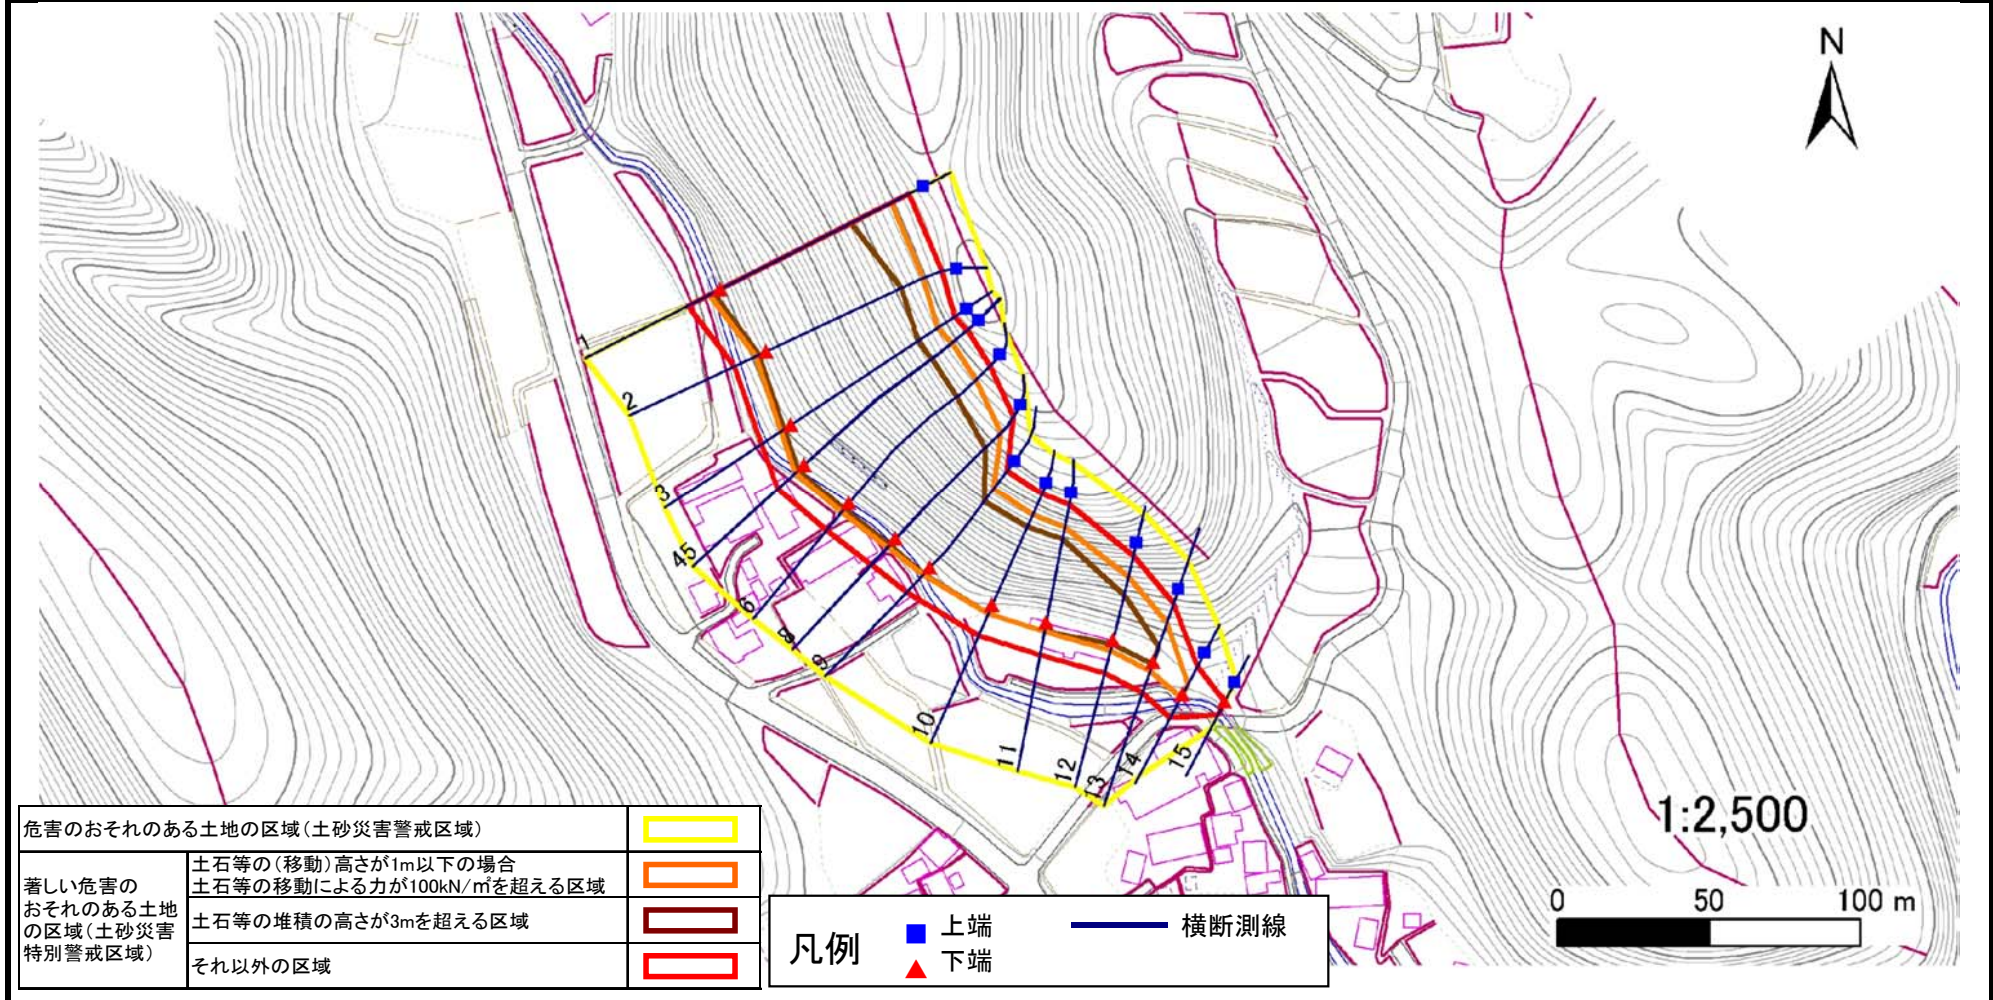 N
1
2
3
45
6
8
9
10
11
12
13
14
15
1:2,500
0 50 100 m
危害のおそれのある土地の区域(土砂災害警戒区域)
著しい危害の
おそれのある土地
の区域(土砂災害
特別警戒区域)
土石等の(移動)高さが1m以下の場合
土石等の移動による力が100kN/㎡を超える区域
土石等の堆積の高さが3mを超える区域
それ以外の区域
凡例
上端
下端
横断測線